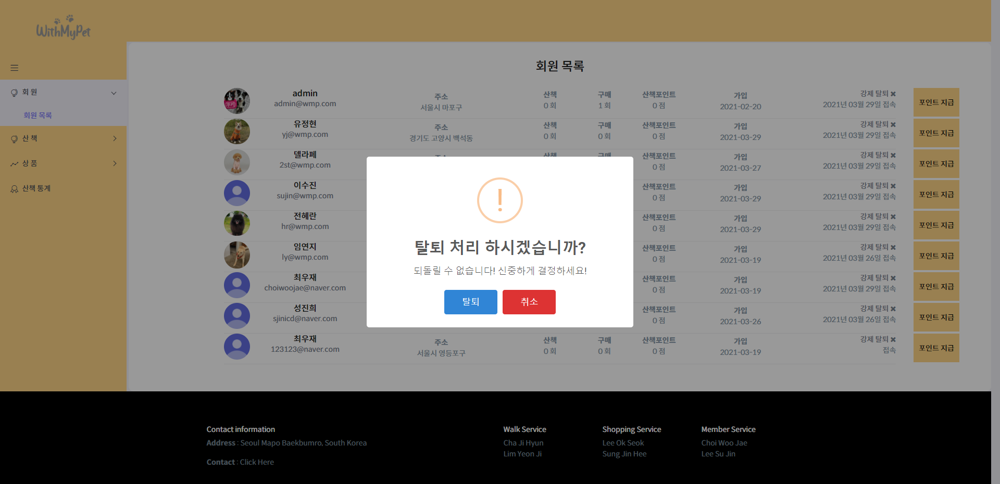 WithMyPet
회원 목록
회 원
회원 목록
산 책
상 품
산책 통계
admin
admin@wmp.com
주소
서울시 마포구
산책
0 회
구매
1 회
산책포인트
0 점
가입
2021-02-20
강제 탈퇴 ✖
2021년 03월 29일 접속
포인트 지급
유정현
yj@wmp.com
주소
경기도 고양시 백석동
산책
0 회
구매
0 회
산책포인트
0 점
가입
2021-03-29
강제 탈퇴 ✖
2021년 03월 29일 접속
포인트 지급
델라페
2st@wmp.com
산책포인트
0 점
가입
2021-03-27
강제 탈퇴 ✖
2021년 03월 29일 접속
포인트 지급
이수진
sujin@wmp.com
산책포인트
0 점
가입
2021-03-29
강제 탈퇴 ✖
2021년 03월 29일 접속
포인트 지급
전혜란
hr@wmp.com
산책포인트
0 점
가입
2021-03-29
강제 탈퇴 ✖
2021년 03월 29일 접속
포인트 지급
임연지
ly@wmp.com
산책포인트
0 점
가입
2021-03-19
강제 탈퇴 ✖
2021년 03월 26일 접속
포인트 지급
최우재
choiwoojae@naver.com
산책포인트
0 점
가입
2021-03-19
강제 탈퇴 ✖
2021년 03월 29일 접속
포인트 지급
성진희
sjinicd@naver.com
산책포인트
0 점
가입
2021-03-26
강제 탈퇴 ✖
2021년 03월 26일 접속
포인트 지급
최우재
123123@naver.com
주소
서울시 영등포구
산책
0 회
구매
0 회
산책포인트
0 점
가입
2021-03-19
강제 탈퇴 ✖
접속
포인트 지급
!
탈퇴 처리 하시겠습니까?
되돌릴 수 없습니다! 신중하게 결정하세요!
탈퇴
취소
Contact information
Address : Seoul Mapo Baekbumro, South Korea
Contact : Click Here
Walk Service
Cha Ji Hyun
Lim Yeon Ji
Shopping Service
Lee Ok Seok
Sung Jin Hee
Member Service
Choi Woo Jae
Lee Su Jin